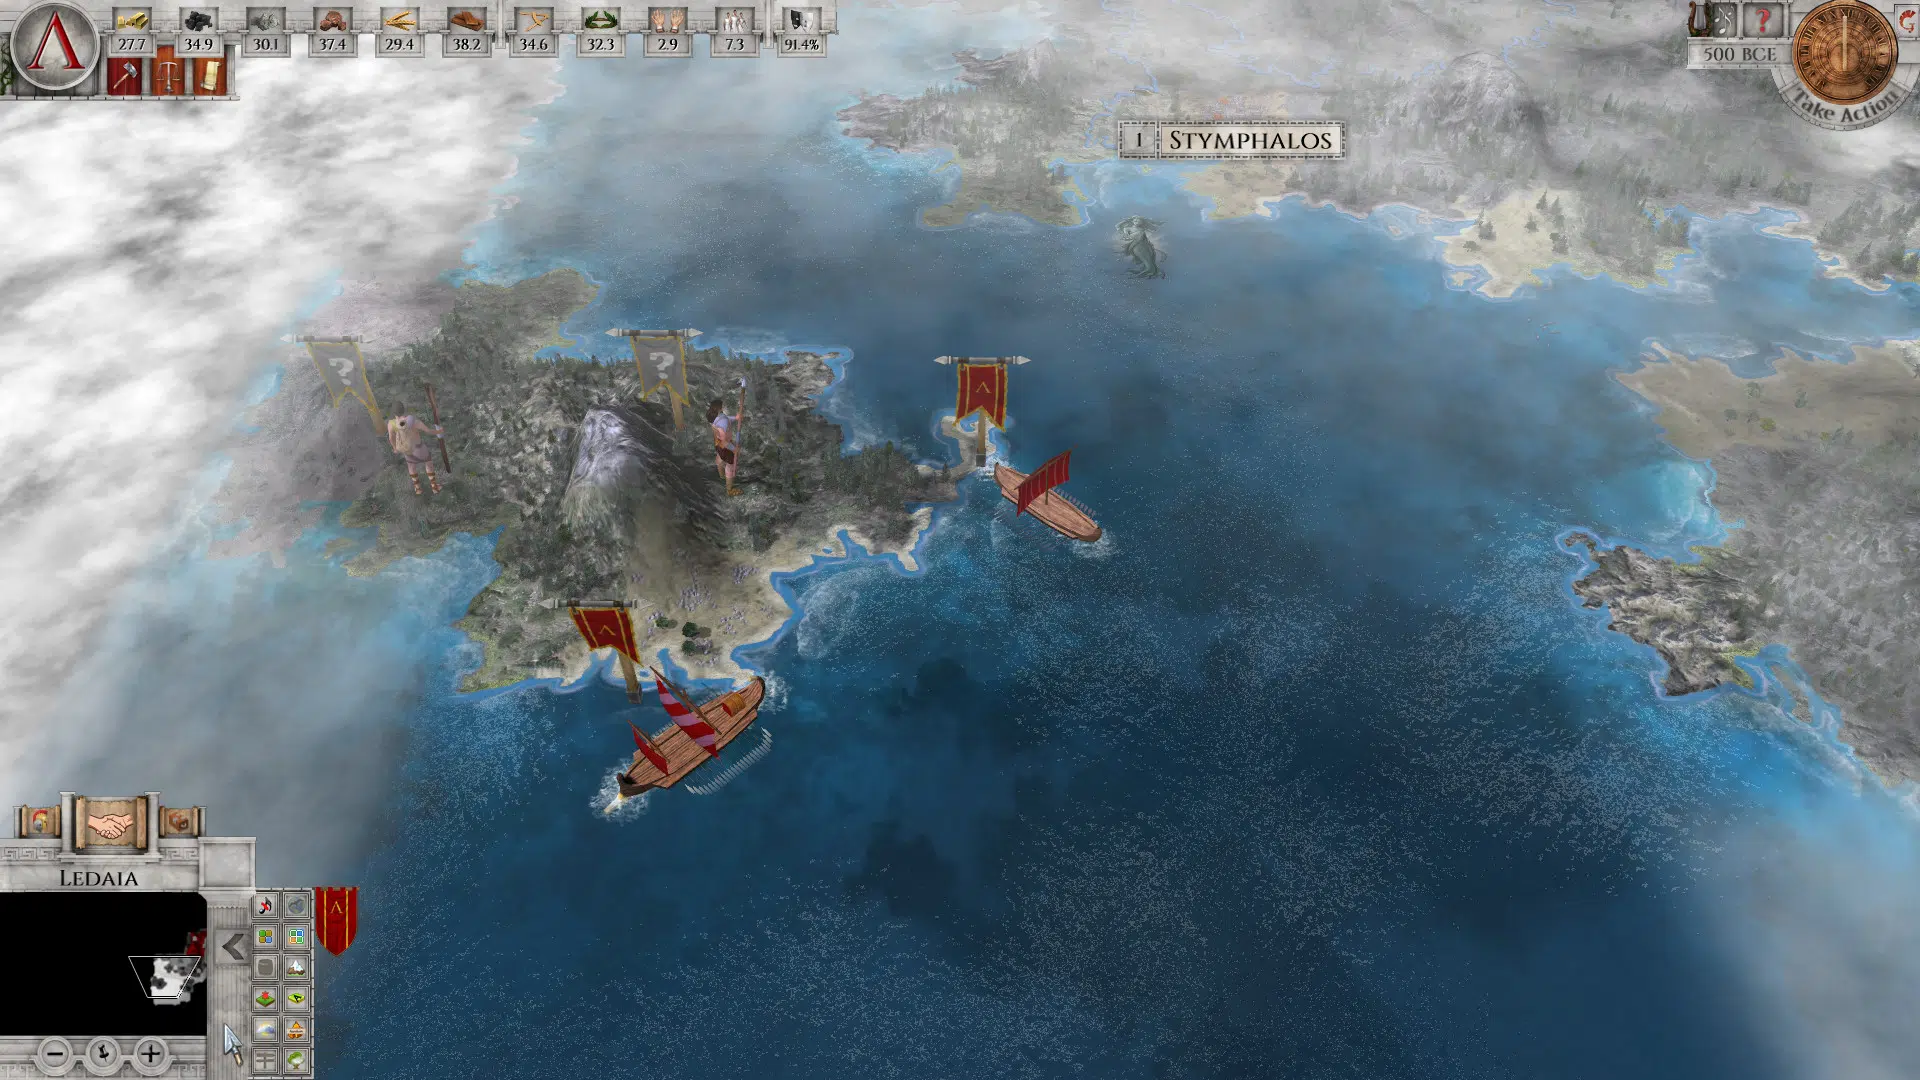 27.7 34.9 30.1 37.4 29.4 38.2 34.6 32.3 2.9 7.3 91.4%
500 BCE
Take Action
1 STYMPHALOS
?
?
Λ
Λ
LEDAIA
Λ